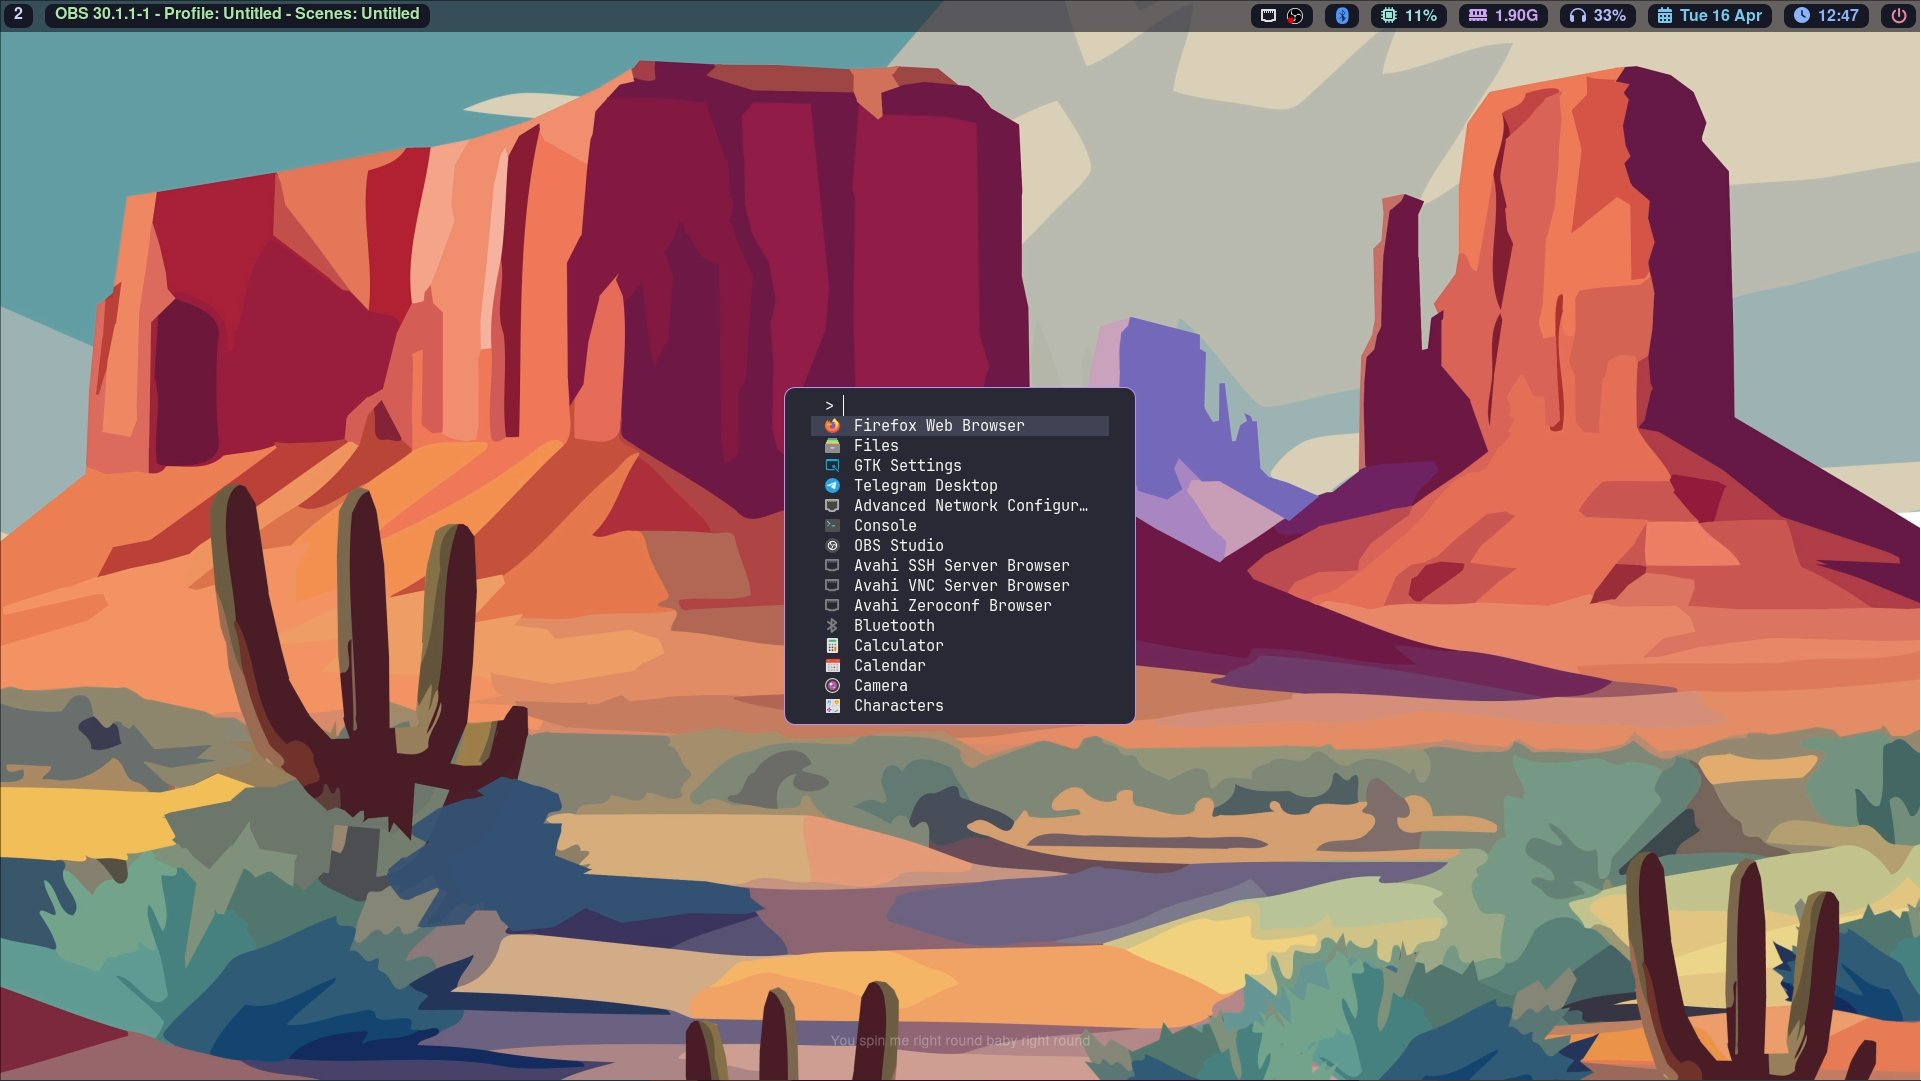 2
OBS 30.1.1-1 - Profile: Untitled - Scenes: Untitled
11%
1.90G
33%
Tue 16 Apr
12:47
>
Firefox Web Browser
Files
GTK Settings
Telegram Desktop
Advanced Network Configur…
Console
OBS Studio
Avahi SSH Server Browser
Avahi VNC Server Browser
Avahi Zeroconf Browser
Bluetooth
Calculator
Calendar
Camera
Characters
You spin me right round baby right round